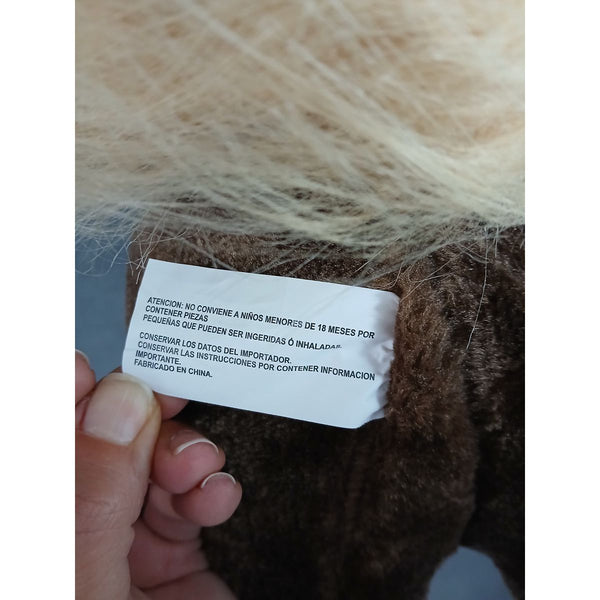 ATENCION: NO CONVIENE A NIÑOS MENORES DE 18 MESES POR
CONTENER PIEZAS
PEQUEÑAS QUE PUEDEN SER INGERIDAS Ó INHALADAS.
CONSERVAR LOS DATOS DEL IMPORTADOR.
CONSERVAR LAS INSTRUCCIONES POR CONTENER INFORMACION
IMPORTANTE.
FABRICADO EN CHINA.